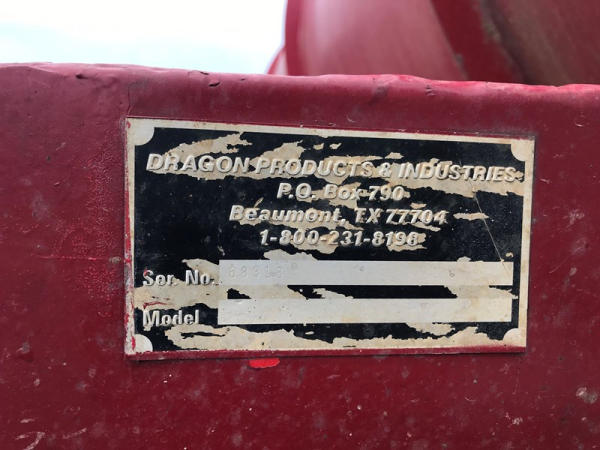 DRAGON PRODUCTS & INDUSTRIES
P.O. Box 790
Beaumont, TX 77704
1-800-231-8198
Ser. No.
Model